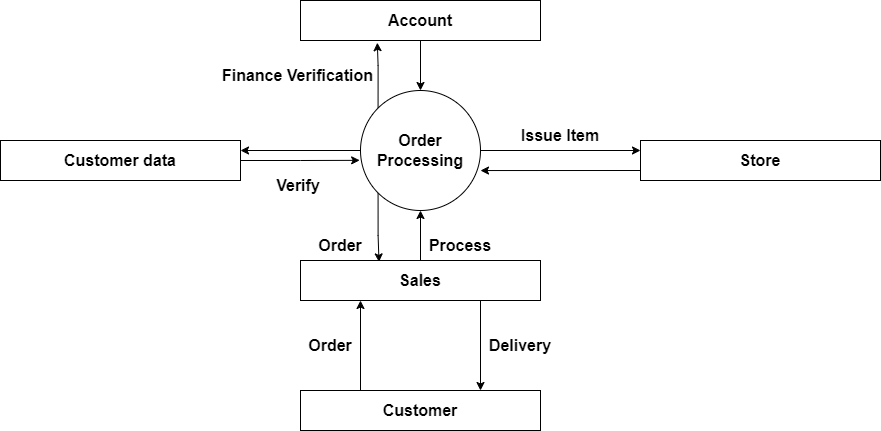 Account
Finance Verification
Order
Processing
Issue Item
Customer data
Store
Verify
Order
Process
Sales
Order
Delivery
Customer